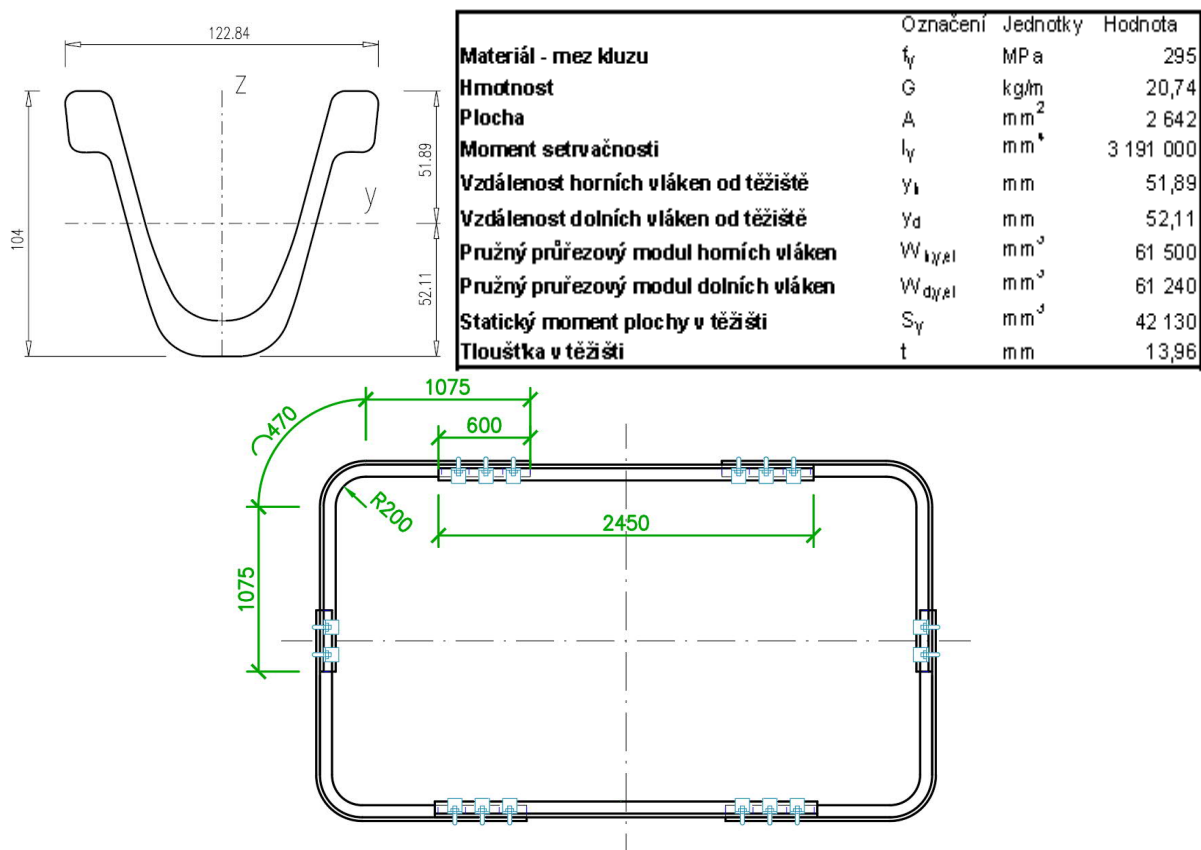 122.84
z
104
51.89
y
52.11
Označení Jednotky Hodnota
Materiál - mez kluzu fy MPa 295
Hmotnost G kg/m 20,74
Plocha A mm² 2 642
Moment setrvačnosti Iy mm⁴ 3 191 000
Vzdálenost horních vláken od těžiště yh mm 51,89
Vzdálenost dolních vláken od těžiště yd mm 52,11
Pružný průřezový modul horních vláken Wh,y,el mm³ 61 500
Pružný pruřezový modul dolních vláken Wd,y,el mm³ 61 240
Statický moment plochy v těžišti Sy mm³ 42 130
Tloušťka v těžišti t mm 13,96
1075
470
600
R200
2450
1075